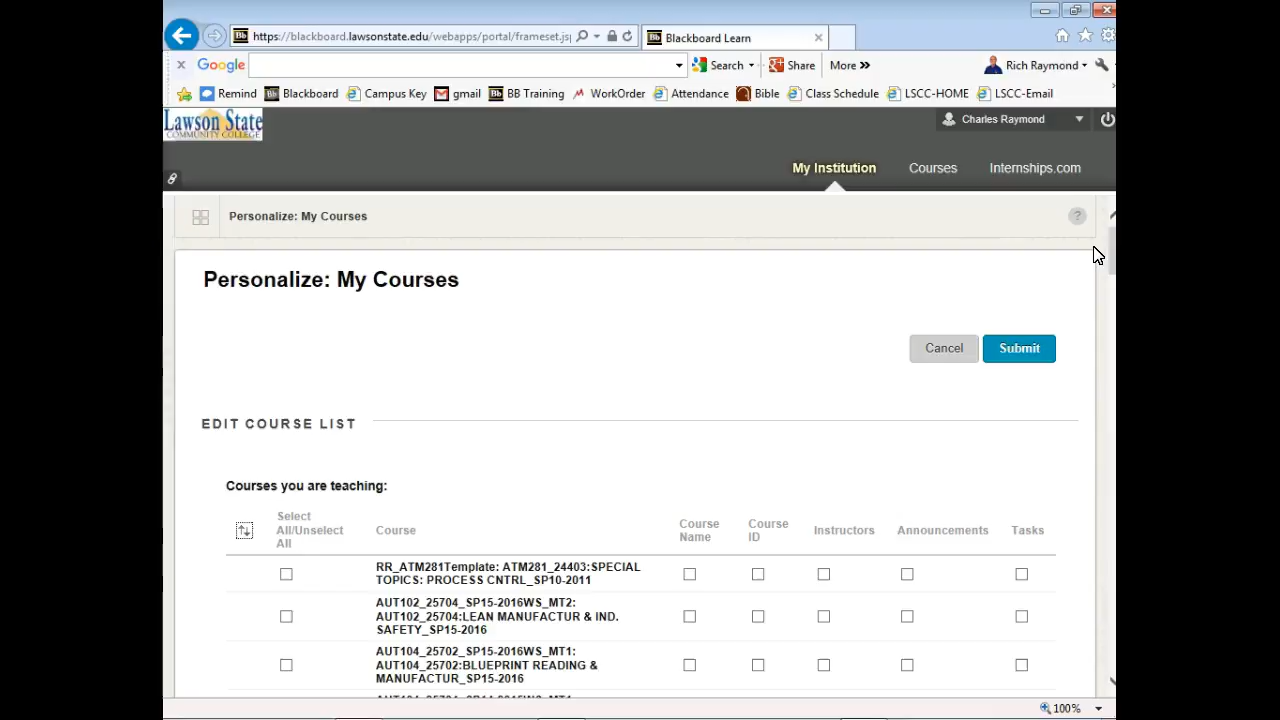 https://blackboard.lawsonstate.edu/webapps/portal/frameset.js
Blackboard Learn
Google
Search
Share
More »
Rich Raymond
Remind
Blackboard
Campus Key
gmail
BB Training
WorkOrder
Attendance
Bible
Class Schedule
LSCC-HOME
LSCC-Email
Lawson State
COMMUNITY COLLEGE
Charles Raymond
My Institution
Courses
Internships.com
Personalize: My Courses
?
Personalize: My Courses
Cancel
Submit
EDIT COURSE LIST
Courses you are teaching:
Select
All/Unselect
All
Course
Course
Name
Course
ID
Instructors
Announcements
Tasks
RR_ATM281Template: ATM281_24403:SPECIAL
TOPICS: PROCESS CNTRL_SP10-2011
AUT102_25704_SP15-2016WS_MT2:
AUT102_25704:LEAN MANUFACTUR & IND.
SAFETY_SP15-2016
AUT104_25702_SP15-2016WS_MT1:
AUT104_25702:BLUEPRINT READING &
MANUFACTUR_SP15-2016
100%